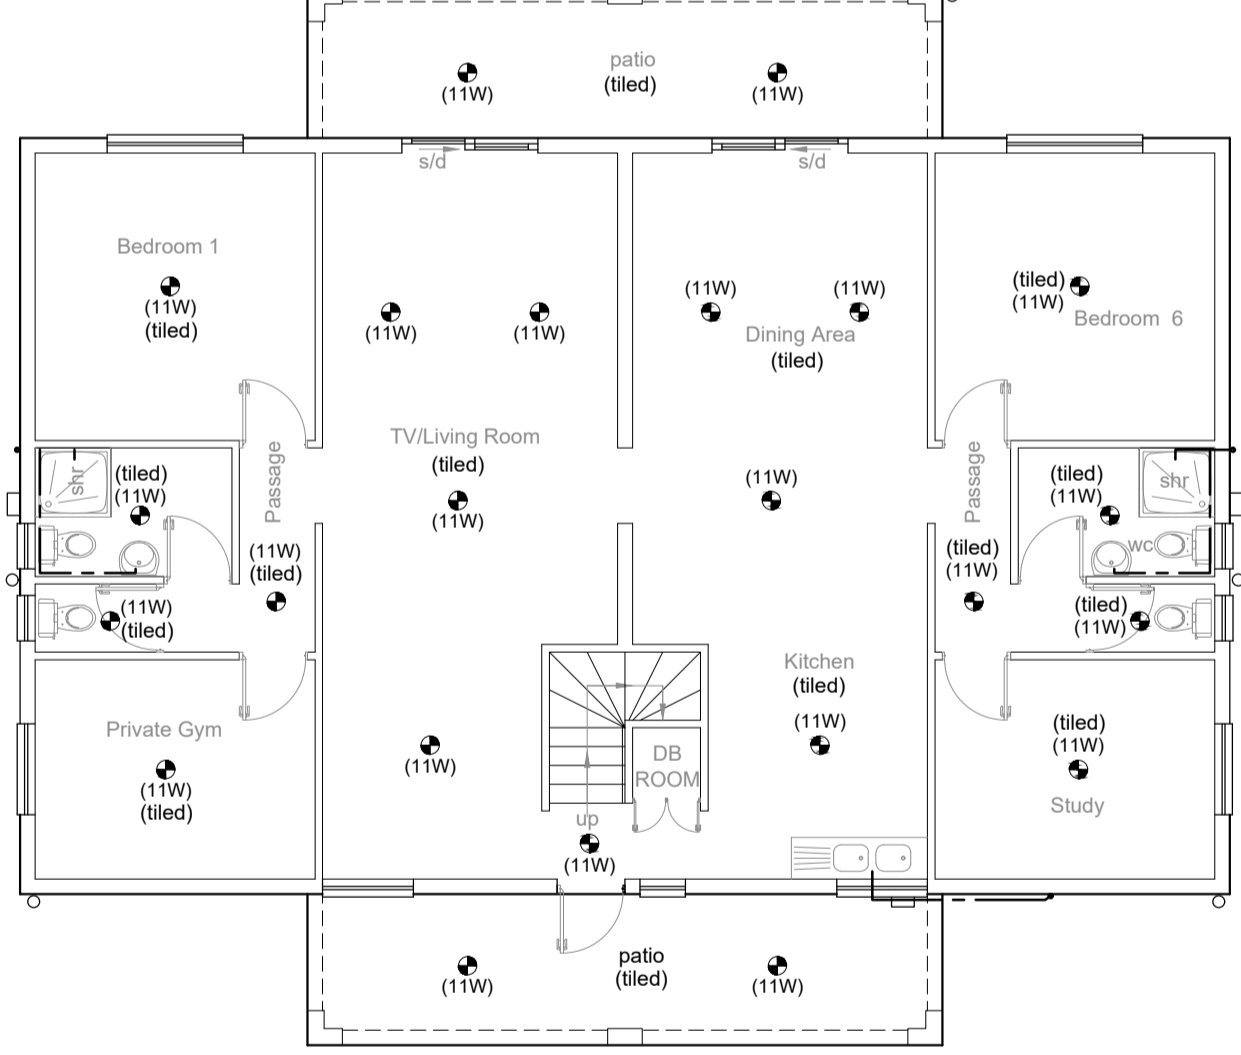 patio
(tiled)
(11W)
(11W)
s/d
s/d
Bedroom 1
(11W)
(tiled)
(11W)
(11W)
(11W)
(11W)
Dining Area
(tiled)
(tiled)
(11W)
Bedroom 6
TV/Living Room
(tiled)
(11W)
(11W)
shr
(tiled)
(11W)
Passage
(11W)
(tiled)
(11W)
(tiled)
Passage
(tiled)
(11W)
(tiled)
(11W)
shr
wc
(tiled)
(11W)
Private Gym
(11W)
(tiled)
(11W)
DB
ROOM
up
(11W)
Kitchen
(tiled)
(11W)
(tiled)
(11W)
Study
patio
(tiled)
(11W)
(11W)